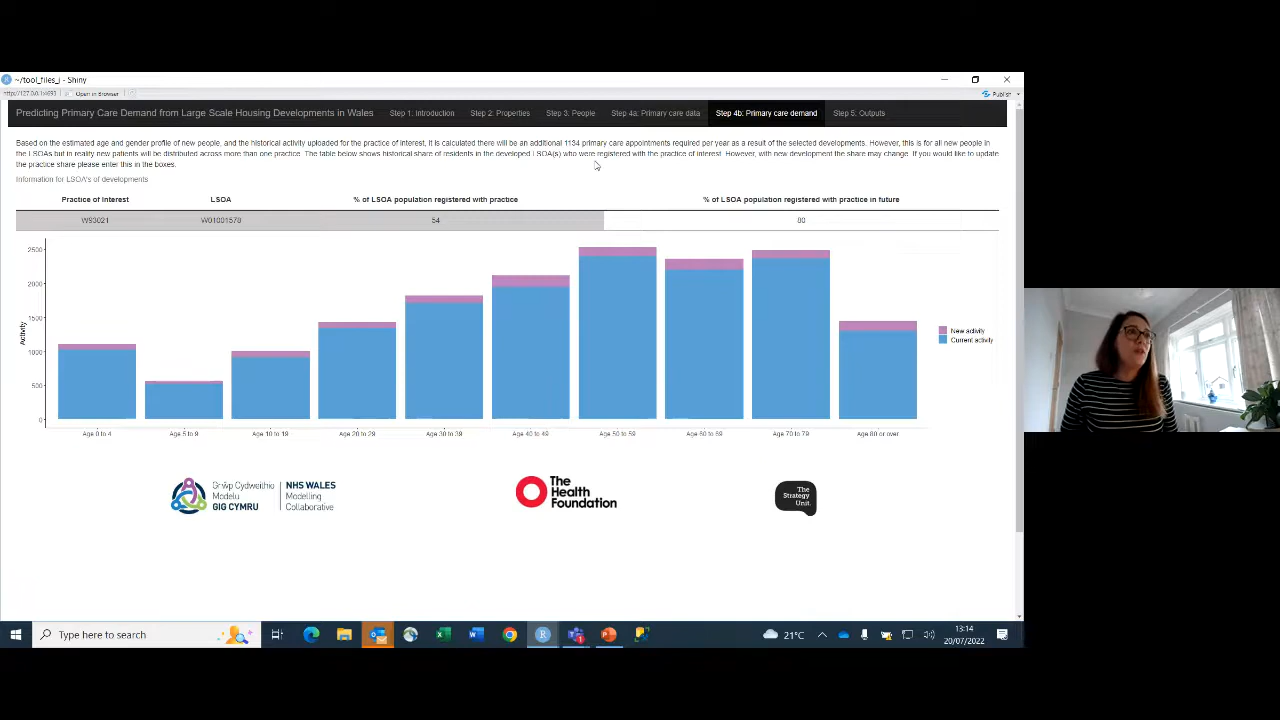 ~/tool_files_i - Shiny
Open in Browser
Publish
Predicting Primary Care Demand from Large Scale Housing Developments in Wales
Step 1: Introduction
Step 2: Properties
Step 3: People
Step 4a: Primary care data
Step 4b: Primary care demand
Step 5: Outputs
Based on the estimated age and gender profile of new people, and the historical activity uploaded for the practice of interest, it is calculated there will be an additional 1134 primary care appointments required per year as a result of the selected developments. However, this is for all new people in
the LSOAs but in reality new patients will be distributed across more than one practice. The table below shows historical share of residents in the developed LSOA(s) who were registered with the practice of interest. However, with new development the share may change. If you would like to update
the practice share please enter this in the boxes.
Information for LSOA's of developments
Practice of Interest LSOA % of LSOA population registered with practice % of LSOA population registered with practice in future
W93021 W01001578 54 80
2500
2000
1500
1000
500
0
Activity
New activity
Current activity
Age 0 to 4 Age 5 to 9 Age 10 to 19 Age 20 to 29 Age 30 to 39 Age 40 to 49 Age 50 to 59 Age 60 to 69 Age 70 to 79 Age 80 or over
Grŵp Cydweithio
Modelu
GIG CYMRU
NHS WALES
Modelling
Collaborative
The
Health
Foundation
The
Strategy
Unit.
Type here to search
21°C
13:14
20/07/2022